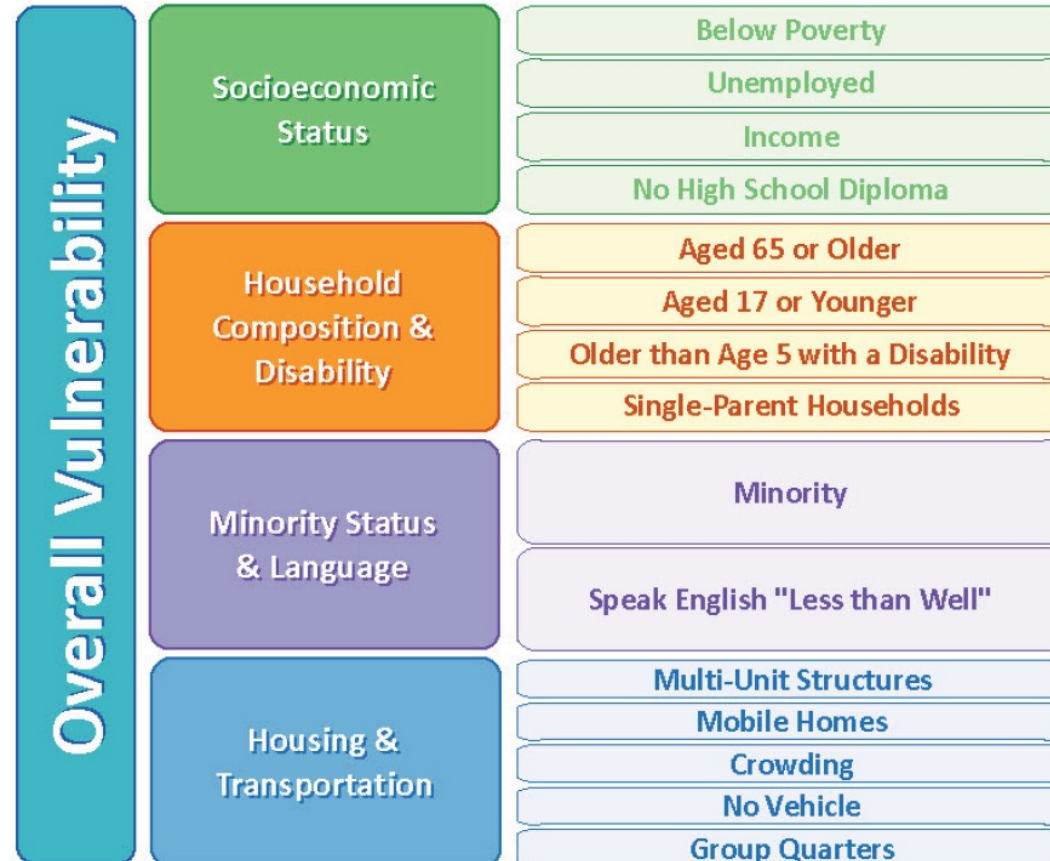 Overall Vulnerability
Socioeconomic
Status
Below Poverty
Unemployed
Income
No High School Diploma
Household
Composition &
Disability
Aged 65 or Older
Aged 17 or Younger
Older than Age 5 with a Disability
Single-Parent Households
Minority Status
& Language
Minority
Speak English "Less than Well"
Housing &
Transportation
Multi-Unit Structures
Mobile Homes
Crowding
No Vehicle
Group Quarters